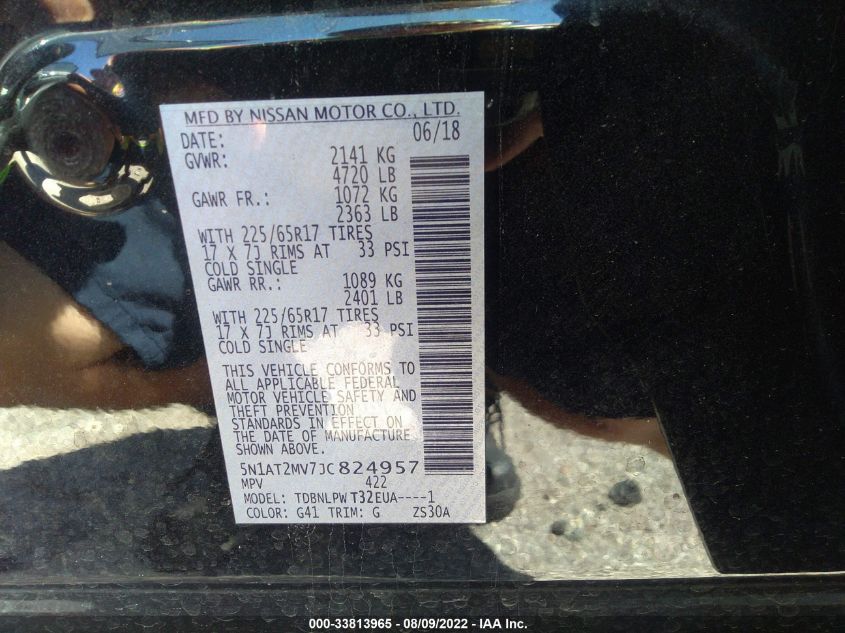 MFD BY NISSAN MOTOR CO., LTD.
DATE: 06/18
GVWR: 2141 KG
4720 LB
GAWR FR.: 1072 KG
2363 LB
WITH 225/65R17 TIRES
17 X 7J RIMS AT 33 PSI
COLD SINGLE
GAWR RR.: 1089 KG
2401 LB
WITH 225/65R17 TIRES
17 X 7J RIMS AT 33 PSI
COLD SINGLE
THIS VEHICLE CONFORMS TO
ALL APPLICABLE FEDERAL
MOTOR VEHICLE SAFETY AND
THEFT PREVENTION
STANDARDS IN EFFECT ON
THE DATE OF MANUFACTURE
SHOWN ABOVE.
5N1AT2MV7JC824957
MPV 422
MODEL: TDBNLPWT32EUA----1
COLOR: G41 TRIM: G ZS30A
000-33813965 - 08/09/2022 - IAA Inc.